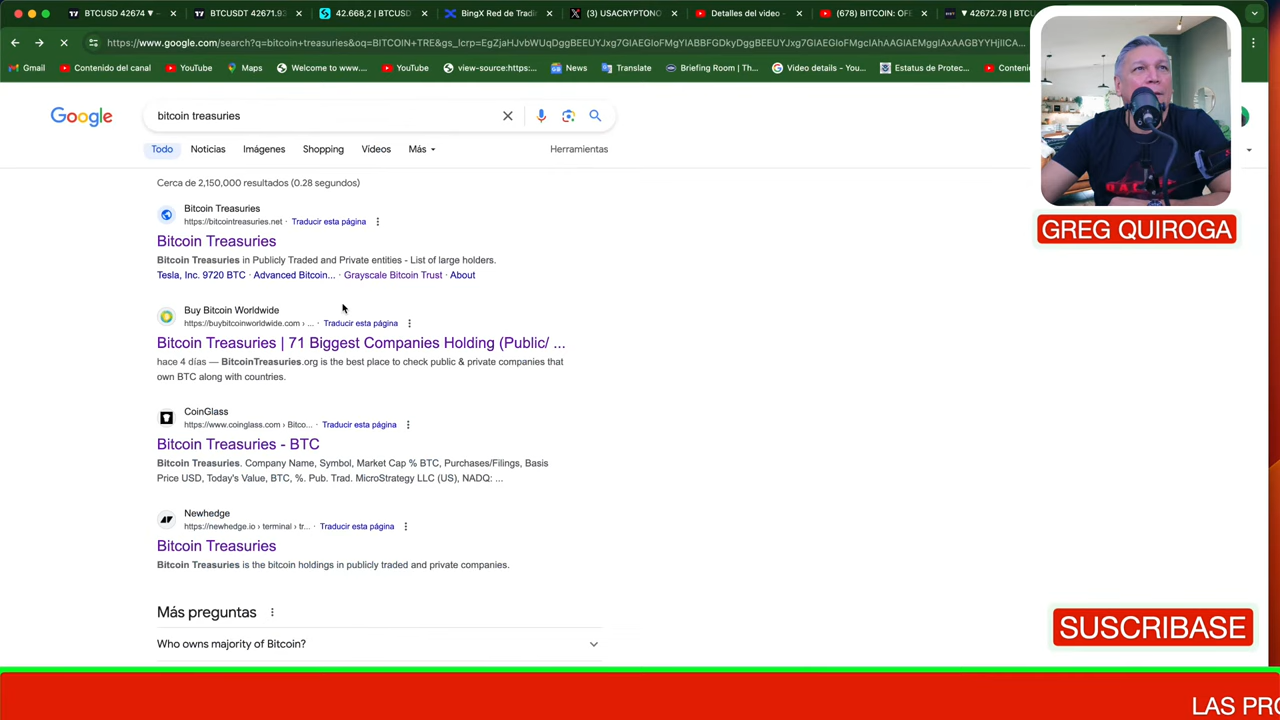 BTCUSD 42674
BTCUSDT 42671.93
42.668,2 | BTCUSD
BingX Red de Tradi
(3) USACRYPTONO
Detalles del video -
(678) BITCOIN: OFE
▼ 42672.78 | BTCU
https://www.google.com/search?q=bitcoin+treasuries&oq=BITCOIN+TRE&gs_lcrp=
Gmail
Contenido del canal
YouTube
Maps
Welcome to www....
YouTube
view-source:https:...
News
Translate
Briefing Room | Th...
Video details - You...
Estatus de Protec...
Conteni
Google
bitcoin treasuries
Todo
Noticias
Imágenes
Shopping
Vídeos
Más
Herramientas
Cerca de 2,150,000 resultados (0.28 segundos)
Bitcoin Treasuries
https://bitcointreasuries.net · Traducir esta página
Bitcoin Treasuries
Bitcoin Treasuries in Publicly Traded and Private entities - List of large holders.
Tesla, Inc. 9720 BTC · Advanced Bitcoin... · Grayscale Bitcoin Trust · About
Buy Bitcoin Worldwide
https://buybitcoinworldwide.com › ... · Traducir esta página
Bitcoin Treasuries | 71 Biggest Companies Holding (Public/ ...
hace 4 días — BitcoinTreasuries.org is the best place to check public & private companies that
own BTC along with countries.
CoinGlass
https://www.coinglass.com › Bitco... · Traducir esta página
Bitcoin Treasuries - BTC
Bitcoin Treasuries. Company Name, Symbol, Market Cap % BTC, Purchases/Filings, Basis
Price USD, Today's Value, BTC, %. Pub. Trad. MicroStrategy LLC (US), NADQ: ...
Newhedge
https://newhedge.io › terminal › tr... · Traducir esta página
Bitcoin Treasuries
Bitcoin Treasuries is the bitcoin holdings in publicly traded and private companies.
Más preguntas
Who owns majority of Bitcoin?
GREG QUIROGA
SUSCRIBASE
LAS PRO